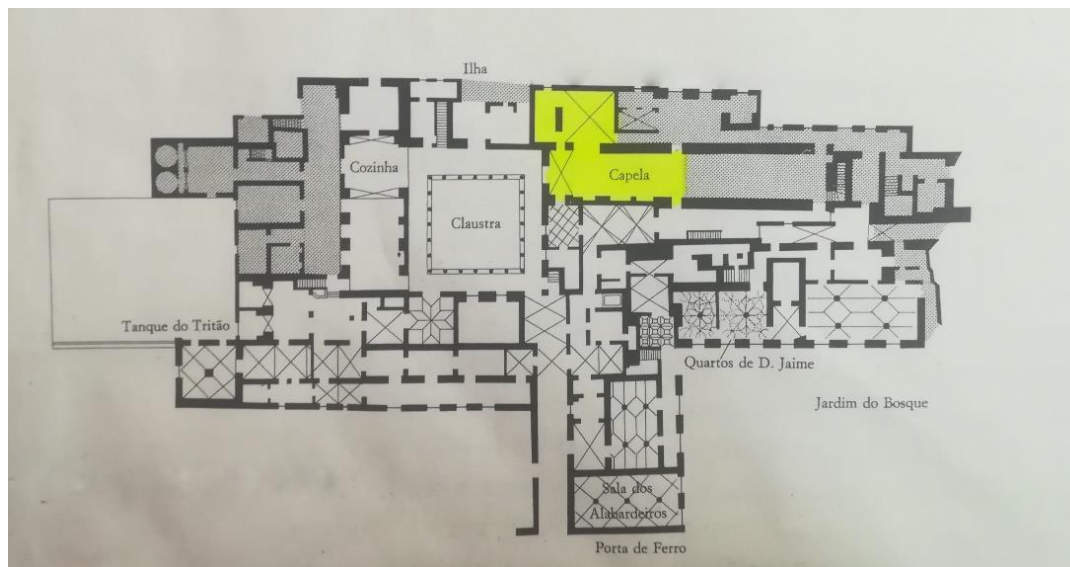 Ilha
Cozinha
Capela
Claustra
Tanque do Tritão
Quartos de D. Jaime
Jardim do Bosque
Sala dos
Alabardeiros
Porta de Ferro